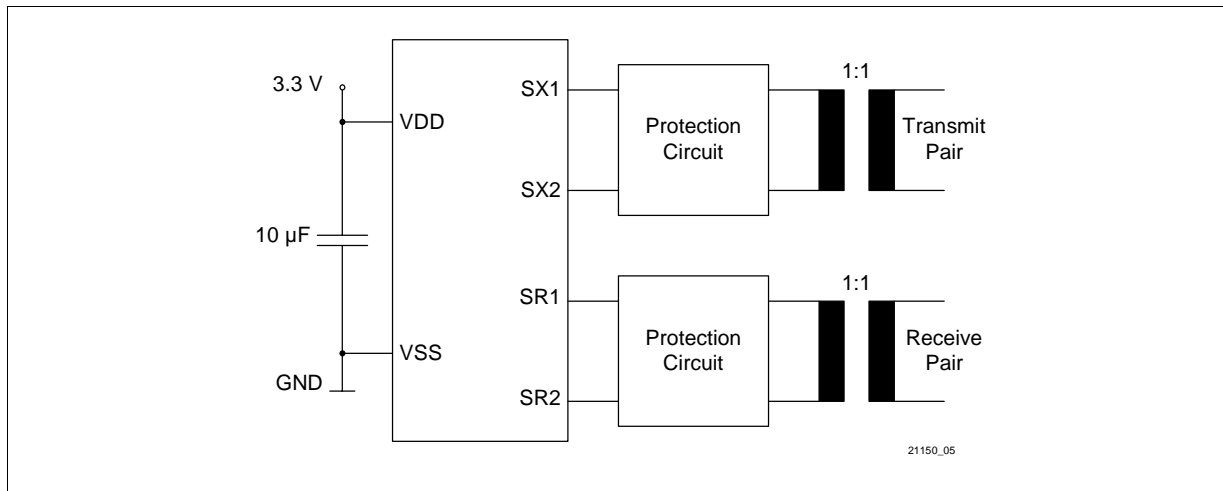 3.3 V
VDD
10 µF
VSS
GND
SX1
SX2
SR1
SR2
Protection
Circuit
1:1
Transmit
Pair
Protection
Circuit
1:1
Receive
Pair
21150_05